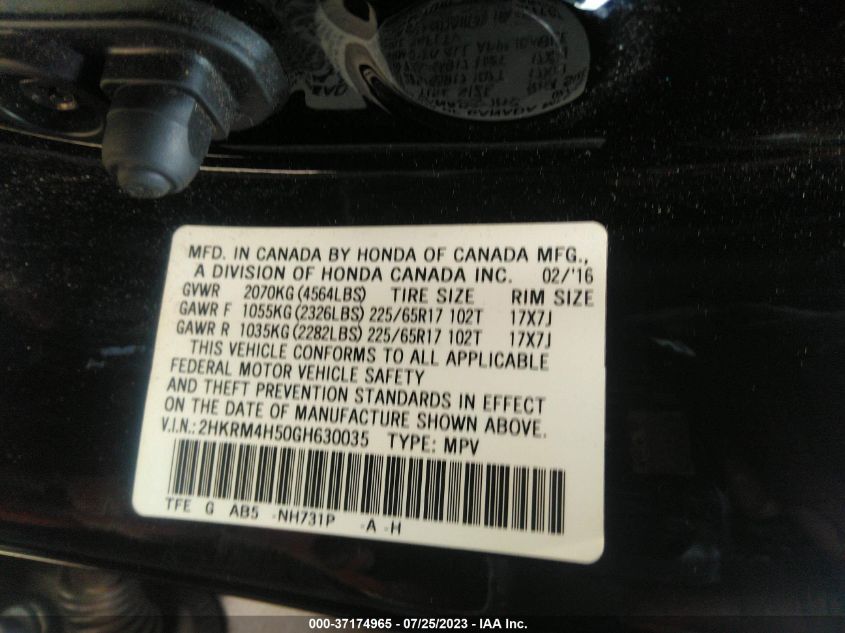 MFD. IN CANADA BY HONDA OF CANADA MFG.,
A DIVISION OF HONDA CANADA INC. 02/'16
GVWR 2070KG (4564LBS) TIRE SIZE RIM SIZE
GAWR F 1055KG (2326LBS) 225/65R17 102T 17X7J
GAWR R 1035KG (2282LBS) 225/65R17 102T 17X7J
THIS VEHICLE CONFORMS TO ALL APPLICABLE
FEDERAL MOTOR VEHICLE SAFETY
AND THEFT PREVENTION STANDARDS IN EFFECT
ON THE DATE OF MANUFACTURE SHOWN ABOVE.
V.I.N.: 2HKRM4H50GH630035 TYPE: MPV
TFE G AB5 -NH731P -A -H
000-37174965 / 07/25/2023 / IAA Inc.